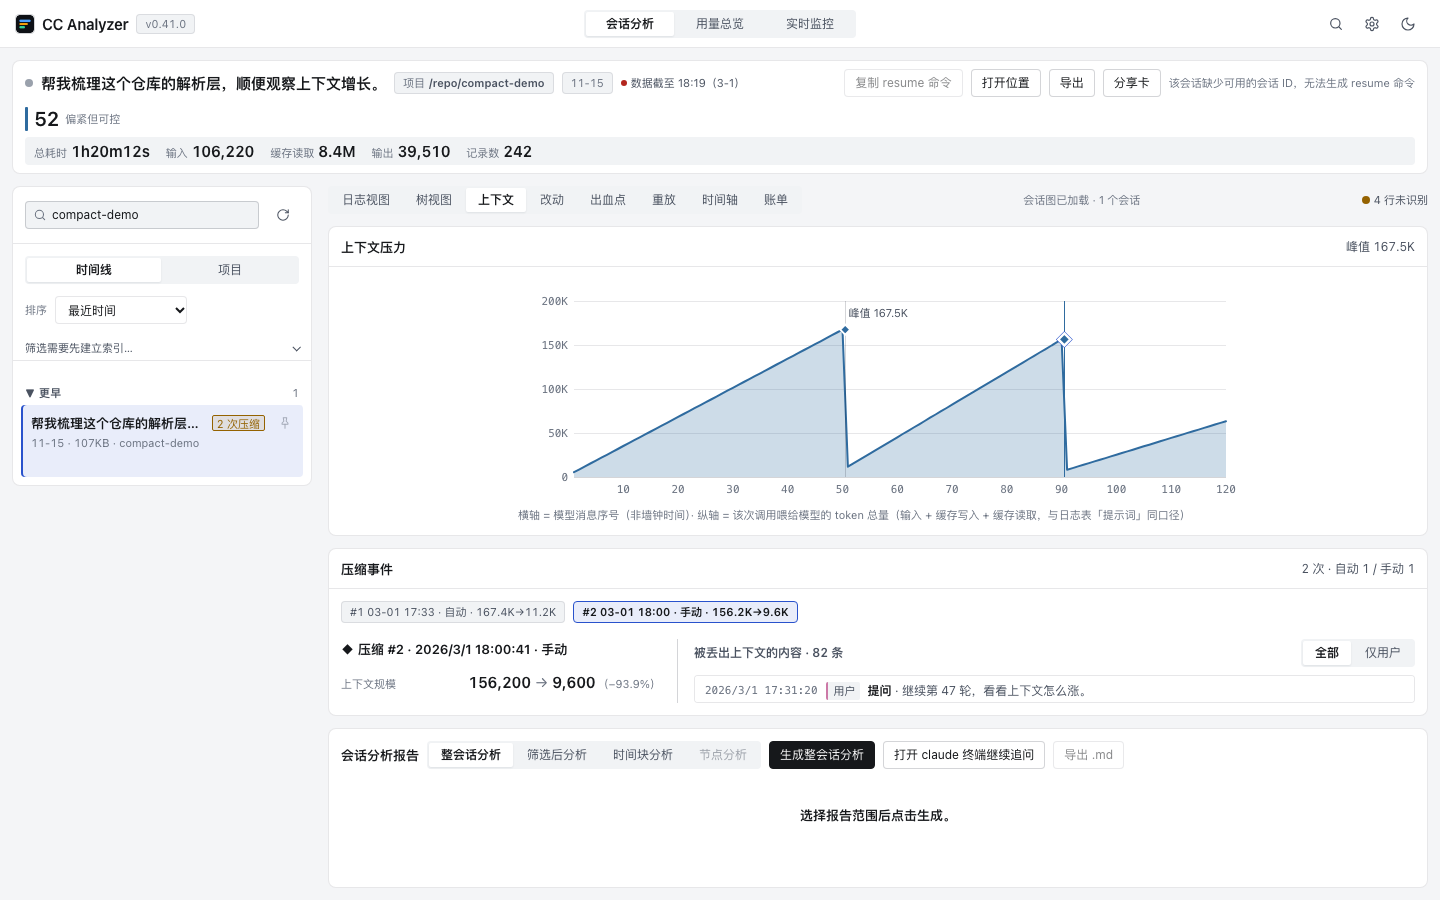 CC Analyzer v0.41.0 会话分析 用量总览 实时监控
帮我梳理这个仓库的解析层，顺便观察上下文增长。 项目 /repo/compact-demo 11-15 数据截至 18:19（3-1） 复制 resume 命令 打开位置 导出 分享卡 该会话缺少可用的会话 ID，无法生成 resume 命令
52 偏紧但可控
总耗时 1h20m12s 输入 106,220 缓存读取 8.4M 输出 39,510 记录数 242
compact-demo
时间线 项目
排序 最近时间
筛选需要先建立索引...
▼ 更早 1
帮我梳理这个仓库的解析层... 2 次压缩
11-15 · 107KB · compact-demo
日志视图 树视图 上下文 改动 出血点 重放 时间轴 账单 会话图已加载 · 1 个会话 4 行未识别
上下文压力 峰值 167.5K
200K
峰值 167.5K
150K
100K
50K
0
10 20 30 40 50 60 70 80 90 100 110 120
横轴 = 模型消息序号（非墙钟时间）· 纵轴 = 该次调用喂给模型的 token 总量（输入 + 缓存写入 + 缓存读取，与日志表「提示词」同口径）
压缩事件 2 次 · 自动 1 / 手动 1
#1 03-01 17:33 · 自动 · 167.4K→11.2K #2 03-01 18:00 · 手动 · 156.2K→9.6K
◆ 压缩 #2 · 2026/3/1 18:00:41 · 手动
上下文规模 156,200 → 9,600 (−93.9%)
被丢出上下文的内容 · 82 条 全部 仅用户
2026/3/1 17:31:20 用户 提问 · 继续第 47 轮，看看上下文怎么涨。
会话分析报告 整会话分析 筛选后分析 时间块分析 节点分析 生成整会话分析 打开 claude 终端继续追问 导出 .md
选择报告范围后点击生成。